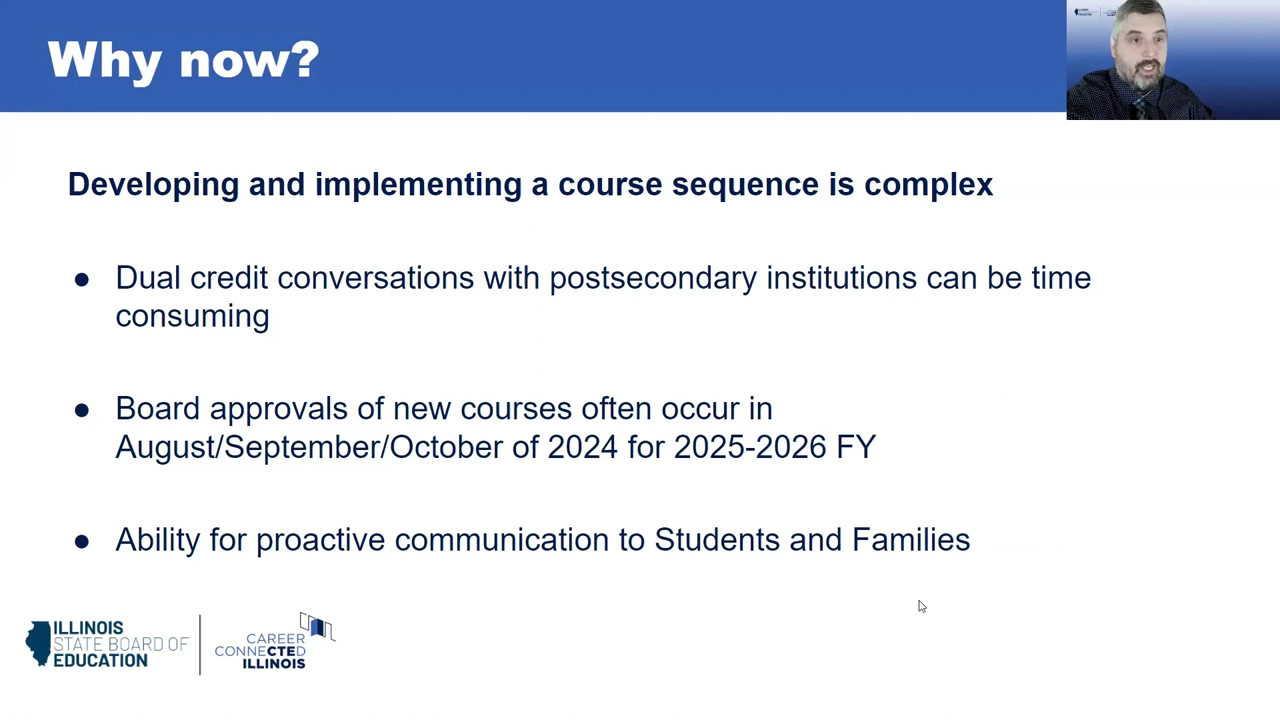 Why now?
Developing and implementing a course sequence is complex
● Dual credit conversations with postsecondary institutions can be time
consuming
● Board approvals of new courses often occur in
August/September/October of 2024 for 2025-2026 FY
● Ability for proactive communication to Students and Families
ILLINOIS
STATE BOARD OF
EDUCATION
CAREER
CONNECTED
ILLINOIS